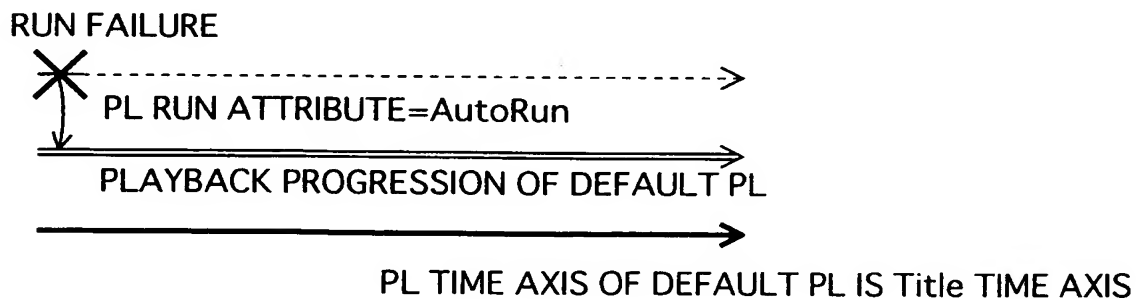 RUN FAILURE
PL RUN ATTRIBUTE=AutoRun
PLAYBACK PROGRESSION OF DEFAULT PL
PL TIME AXIS OF DEFAULT PL IS Title TIME AXIS